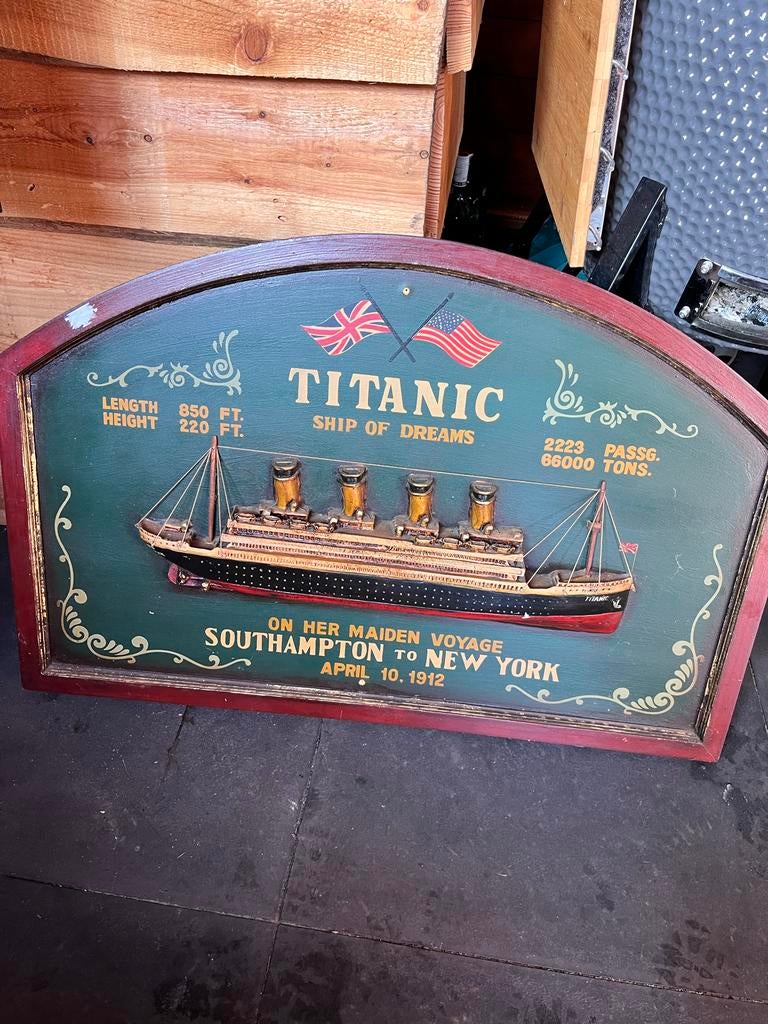 TITANIC
SHIP OF DREAMS
LENGTH 850 FT.
HEIGHT 220 FT.
2223 PASSG.
66000 TONS.
TITANIC
ON HER MAIDEN VOYAGE
SOUTHAMPTON TO NEW YORK
APRIL 10, 1912